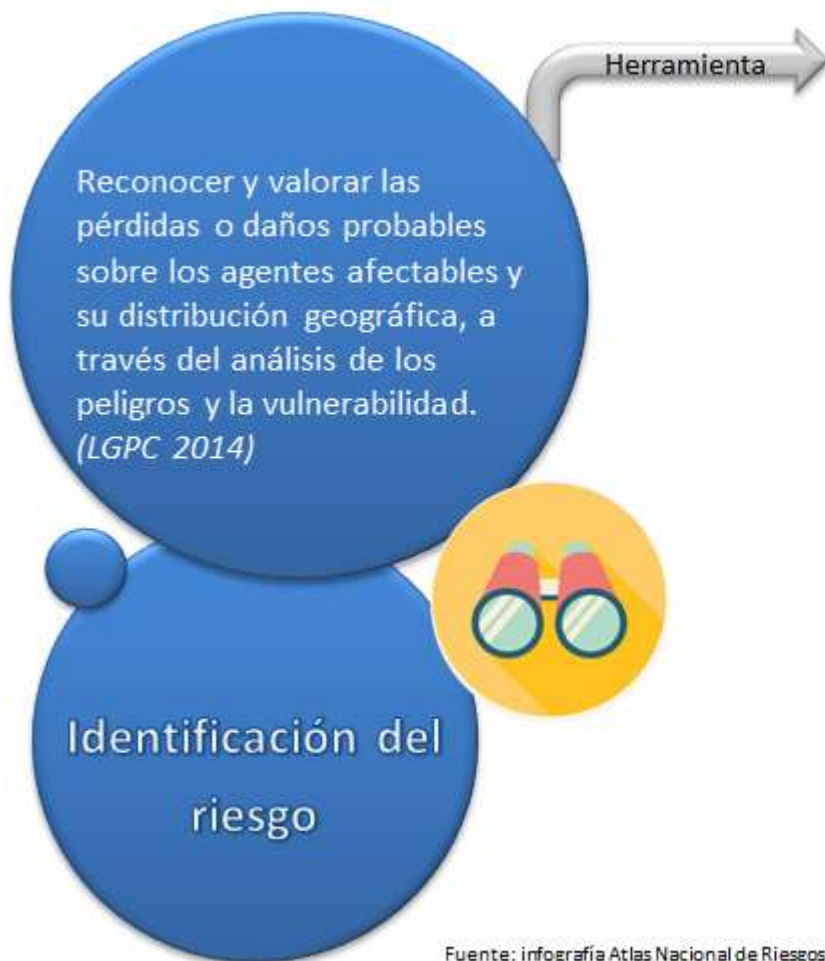 Herramienta
Reconocer y valorar las
pérdidas o daños probables
sobre los agentes afectables y
su distribución geográfica, a
través del análisis de los
peligros y la vulnerabilidad.
(LGPC 2014)
Identificación del
riesgo
Fuente: infografía Atlas Nacional de Riesgos